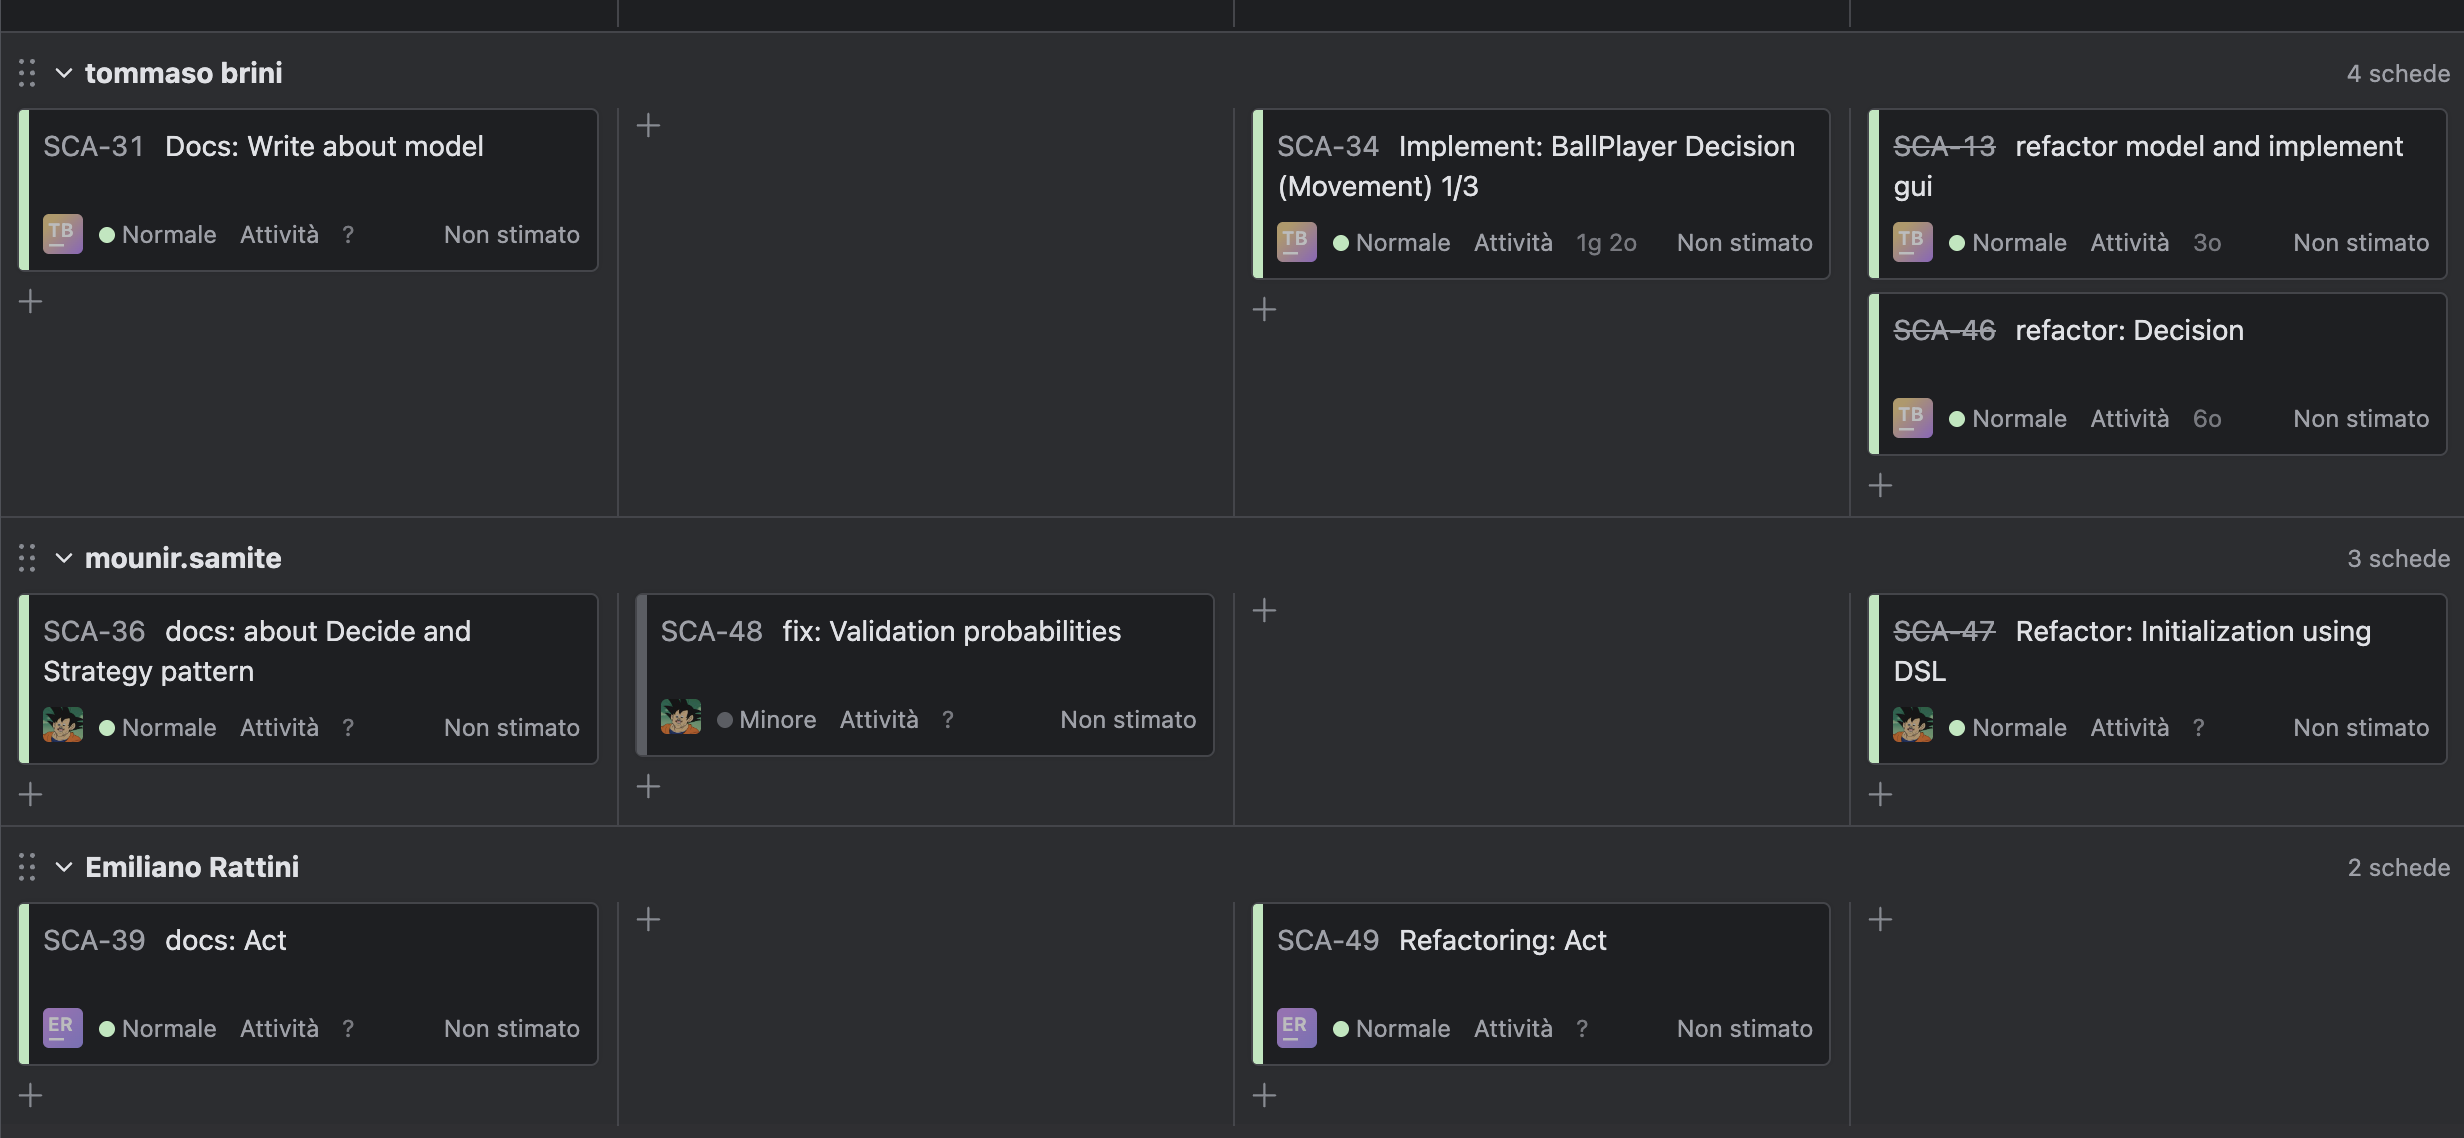 tommaso brini
4 schede
SCA-31 Docs: Write about model
TB Normale Attività ? Non stimato
SCA-34 Implement: BallPlayer Decision
(Movement) 1/3
TB Normale Attività 1g 2o Non stimato
SCA-13 refactor model and implement
gui
TB Normale Attività 3o Non stimato
SCA-46 refactor: Decision
TB Normale Attività 6o Non stimato
mounir.samite
3 schede
SCA-36 docs: about Decide and
Strategy pattern
Normale Attività ? Non stimato
SCA-48 fix: Validation probabilities
Minore Attività ? Non stimato
SCA-47 Refactor: Initialization using
DSL
Normale Attività ? Non stimato
Emiliano Rattini
2 schede
SCA-39 docs: Act
ER Normale Attività ? Non stimato
SCA-49 Refactoring: Act
ER Normale Attività ? Non stimato